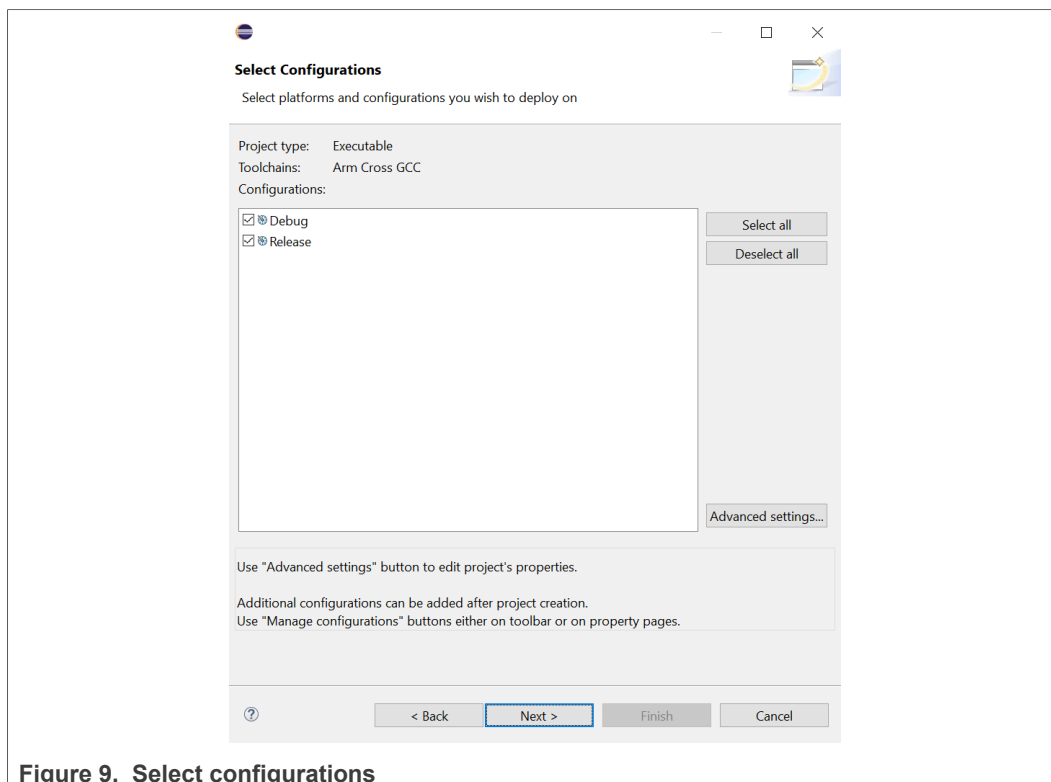 Select Configurations
Select platforms and configurations you wish to deploy on
Project type: Executable
Toolchains: Arm Cross GCC
Configurations:
Debug
Release
Select all
Deselect all
Advanced settings...
Use "Advanced settings" button to edit project's properties.
Additional configurations can be added after project creation.
Use "Manage configurations" buttons either on toolbar or on property pages.
?
< Back Next > Finish Cancel
Figure 9. Select configurations